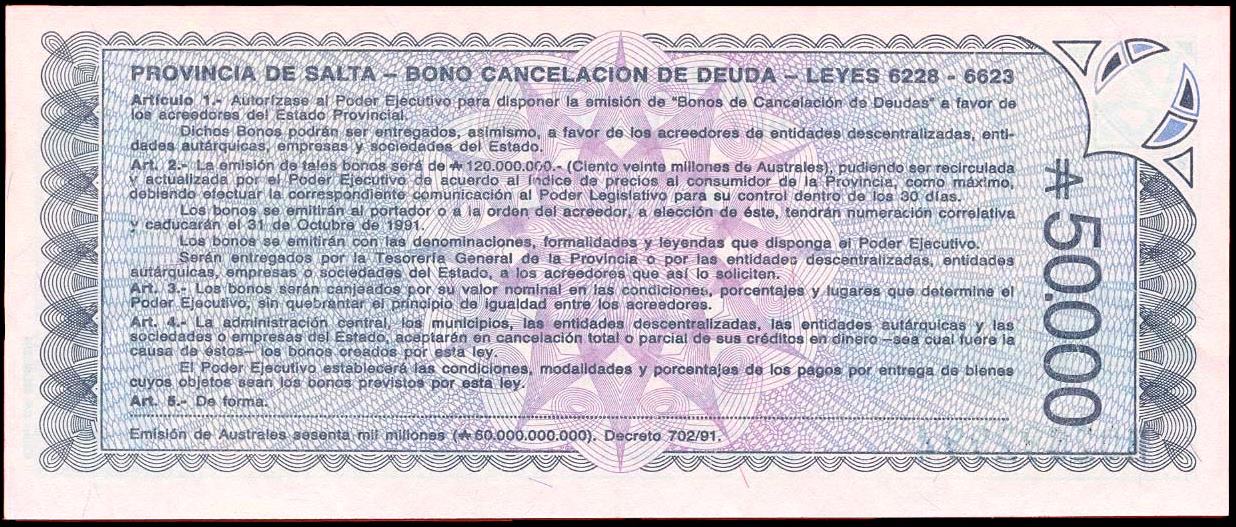 PROVINCIA DE SALTA – BONO CANCELACION DE DEUDA – LEYES 6228 - 6623
Artículo 1.- Autorízase al Poder Ejecutivo para disponer la emisión de "Bonos de Cancelación de Deudas" a favor de
los acreedores del Estado Provincial.
Dichos Bonos podrán ser entregados, asimismo, a favor de los acreedores de entidades descentralizadas, enti-
dades autárquicas, empresas y sociedades del Estado.
Art. 2.- La emisión de tales bonos será de ₳ 120.000.000.- (Ciento veinte millones de Australes), pudiendo ser recirculada
y actualizada por el Poder Ejecutivo de acuerdo al índice de precios al consumidor de la Provincia, como máximo,
debiendo efectuar la correspondiente comunicación al Poder Legislativo para su control dentro de los 30 días.
Los bonos se emitirán al portador o a la orden del acreedor, a elección de éste, tendrán numeración correlativa
y caducarán el 31 de Octubre de 1991.
Los bonos se emitirán con las denominaciones, formalidades y leyendas que disponga el Poder Ejecutivo.
Serán entregados por la Tesorería General de la Provincia o por las entidades descentralizadas, entidades
autárquicas, empresas o sociedades del Estado, a los acreedores que así lo soliciten.
Art. 3.- Los bonos serán canjeados por su valor nominal en las condiciones, porcentajes y lugares que determine el
Poder Ejecutivo, sin quebrantar el principio de igualdad entre los acreedores.
Art. 4.- La administración central, los municipios, las entidades descentralizadas, las entidades autárquicas y las
sociedades o empresas del Estado, aceptarán en cancelación total o parcial de sus créditos en dinero –sea cual fuere la
causa de éstos– los bonos creados por esta ley.
El Poder Ejecutivo establecerá las condiciones, modalidades y porcentajes de los pagos por entrega de bienes
cuyos objetos sean los bonos previstos por esta ley.
Art. 5.- De forma.
Emisión de Australes sesenta mil millones (₳ 60.000.000.000). Decreto 702/91.
₳ 50.000